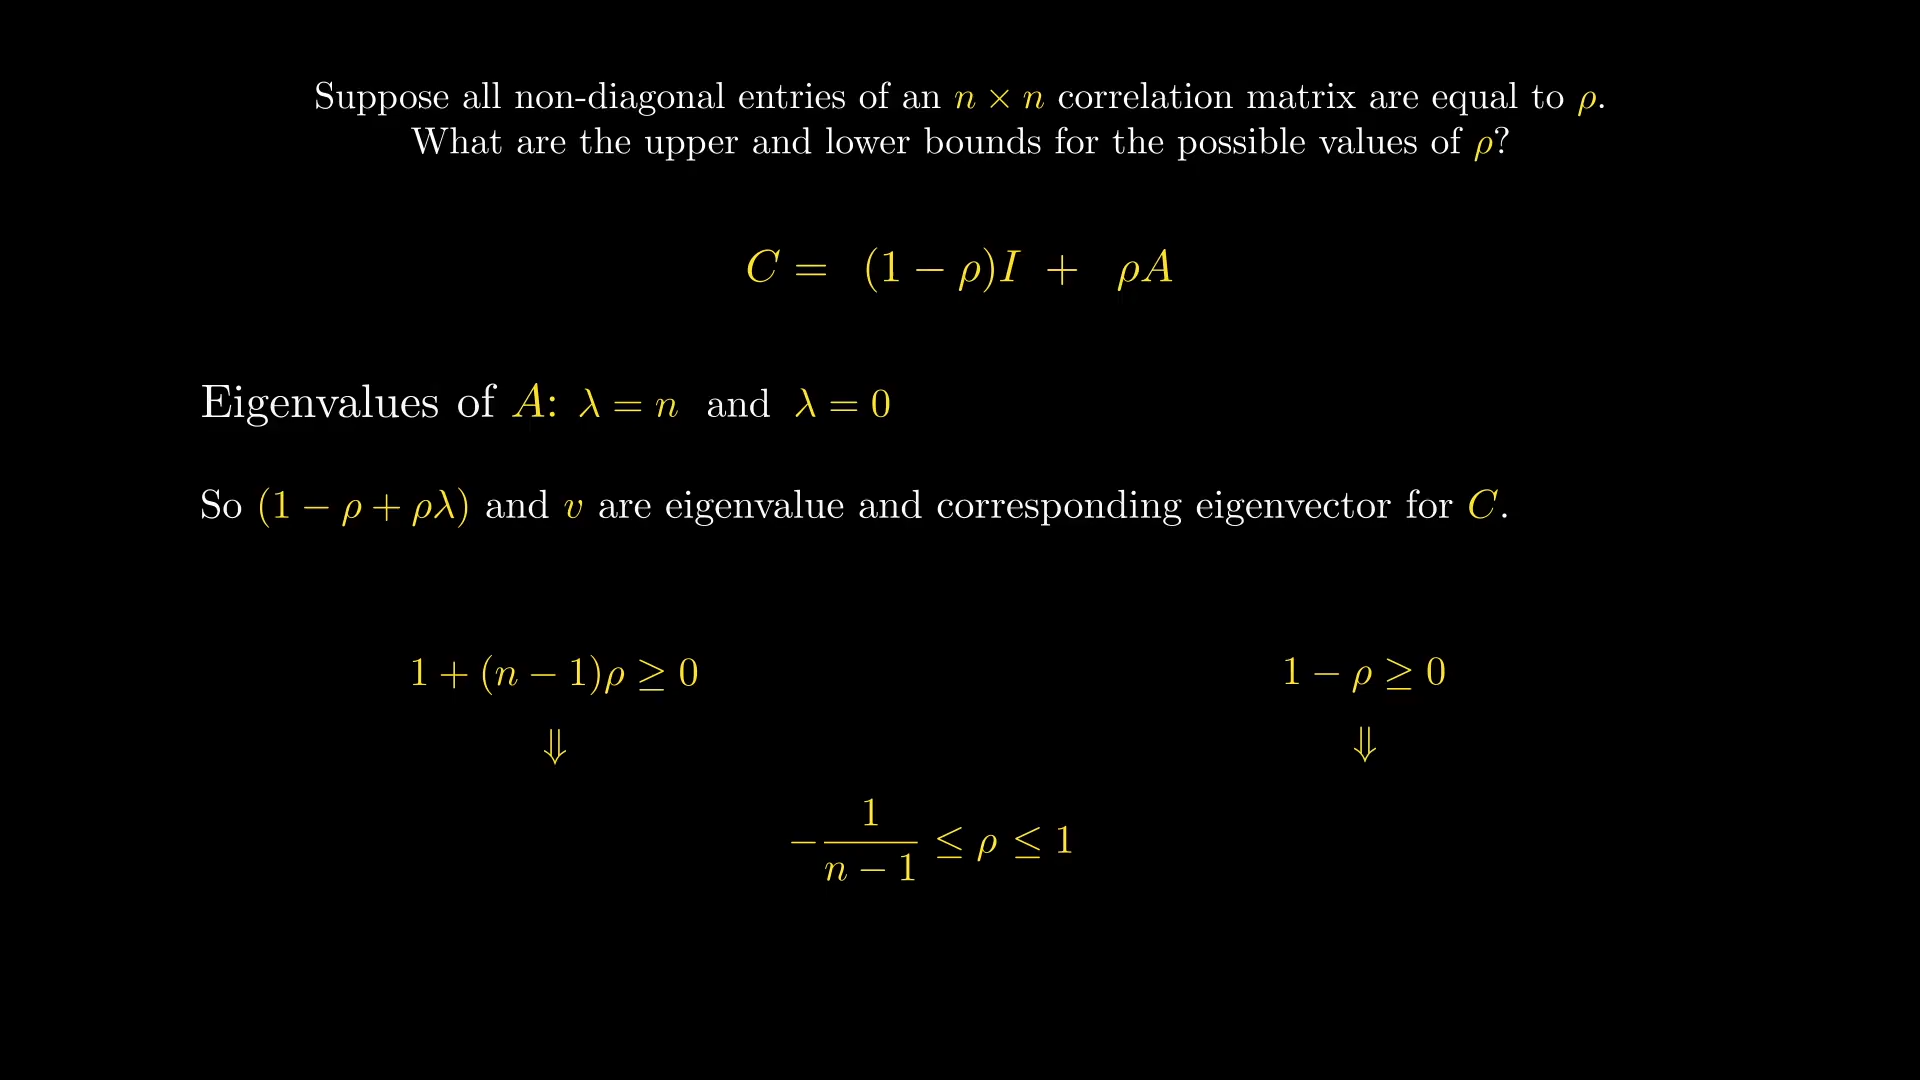 Suppose all non-diagonal entries of an n × n correlation matrix are equal to ρ.
What are the upper and lower bounds for the possible values of ρ?
C = (1 − ρ)I + ρA
Eigenvalues of A: λ = n and λ = 0
So (1 − ρ + ρλ) and v are eigenvalue and corresponding eigenvector for C.
1 + (n − 1)ρ ≥ 0 1 − ρ ≥ 0
⇓ ⇓
−1/(n − 1) ≤ ρ ≤ 1